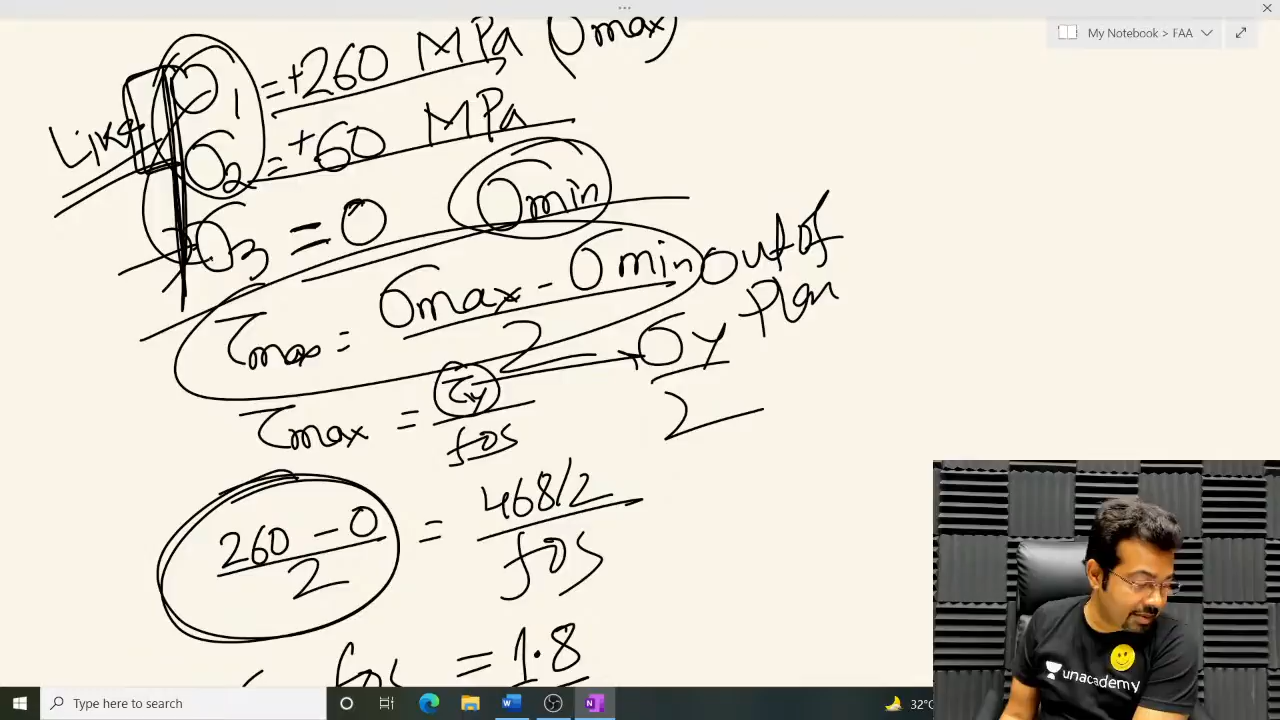 My Notebook > FAA
σ1 = +260 MPa (σmax)
Like σ2 = +60 MPa
σ3 = 0 σmin
τmax = σmax - σmin / 2 out of
plan
τmax = τy / fos → σy / 2
260 - 0 / 2 = 468/2 / fos
fos = 1.8
unacademy
Type here to search
32°C